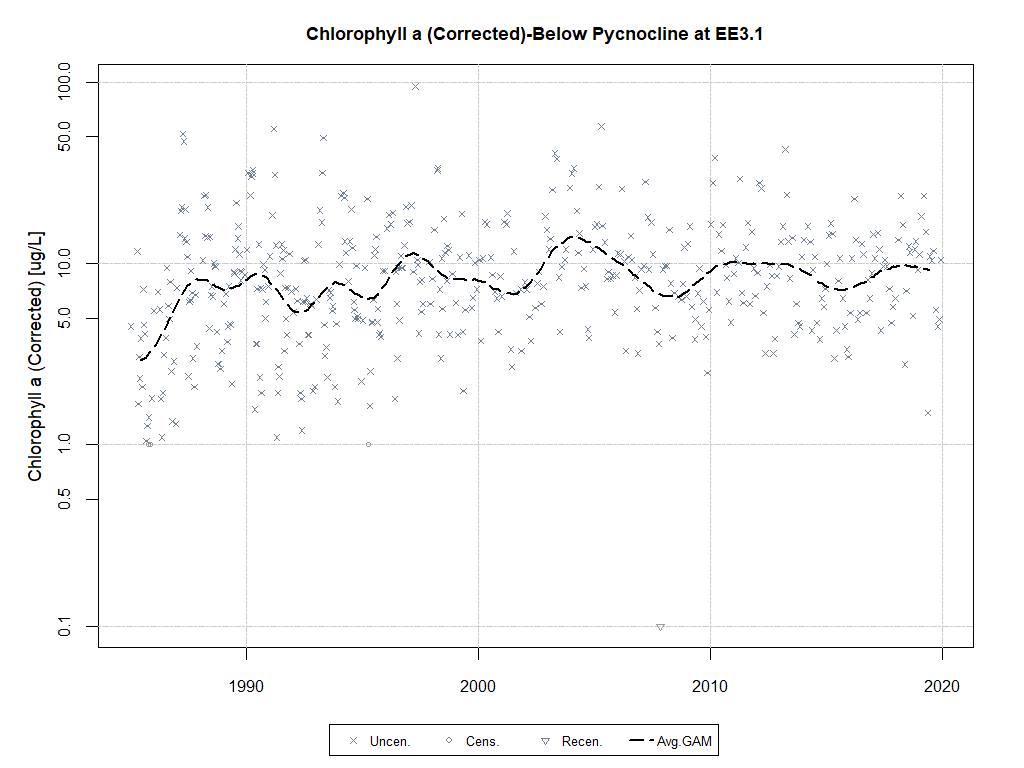 Chlorophyll a (Corrected)-Below Pycnocline at EE3.1
Chlorophyll a (Corrected) [ug/L]
100.0
50.0
10.0
5.0
1.0
0.5
0.1
1990 2000 2010 2020
Uncen. Cens. Recen. Avg.GAM